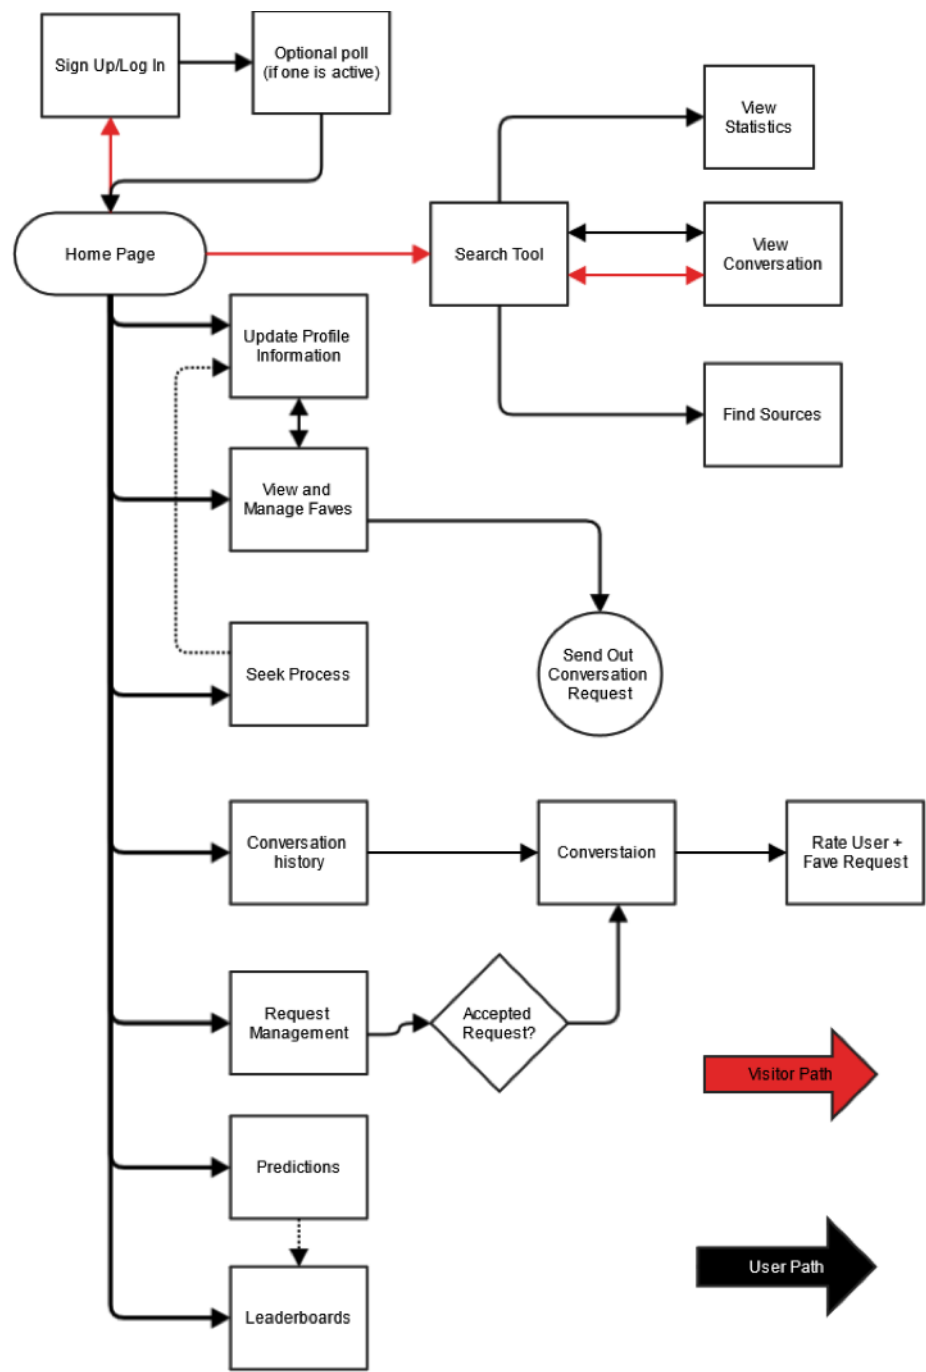 Sign Up/Log In
Optional poll
(if one is active)
View
Statistics
Home Page
Search Tool
View
Conversation
Update Profile
Information
Find Sources
View and
Manage Faves
Send Out
Conversation
Request
Seek Process
Conversation
history
Converstaion
Rate User +
Fave Request
Request
Management
Accepted
Request?
Visitor Path
Predictions
User Path
Leaderboards